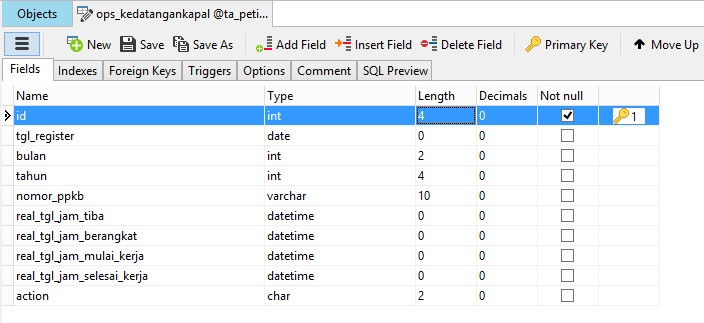 Objects ops_kedatangankapal @ta_peti...
New Save Save As Add Field Insert Field Delete Field Primary Key Move Up
Fields Indexes Foreign Keys Triggers Options Comment SQL Preview
Name Type Length Decimals Not null
id int 4 0 1
tgl_register date 0 0
bulan int 2 0
tahun int 4 0
nomor_ppkb varchar 10 0
real_tgl_jam_tiba datetime 0 0
real_tgl_jam_berangkat datetime 0 0
real_tgl_jam_mulai_kerja datetime 0 0
real_tgl_jam_selesai_kerja datetime 0 0
action char 2 0